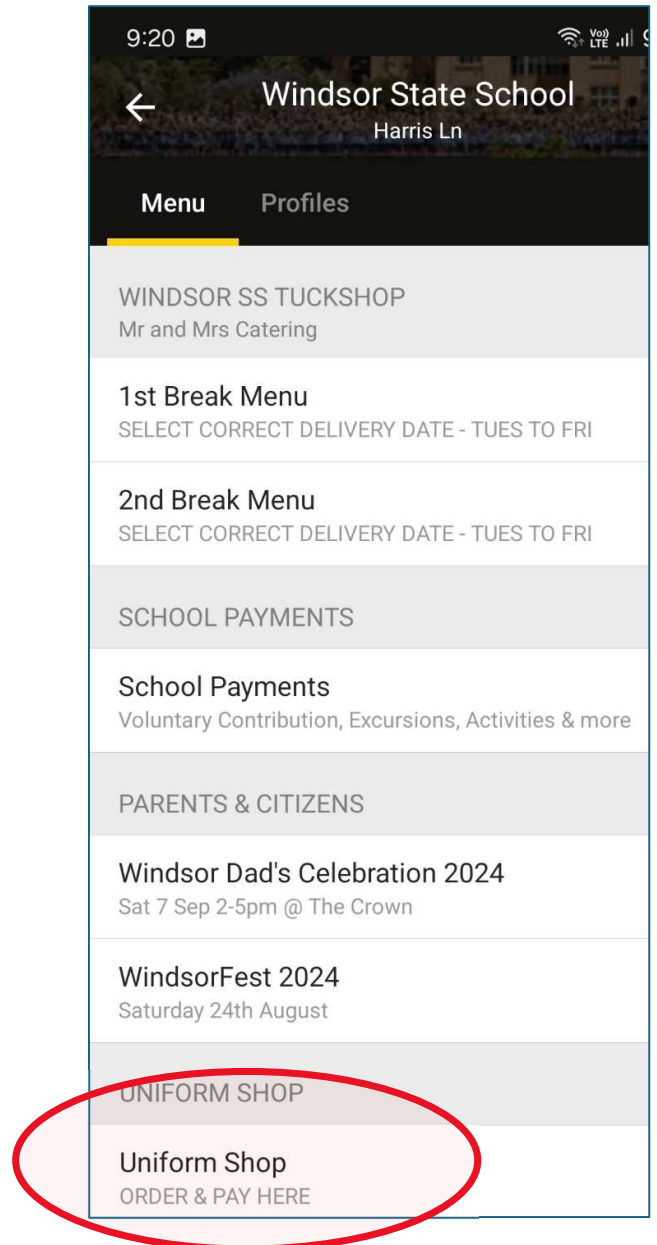 9:20
Vo)) LTE
Windsor State School
Harris Ln
Menu Profiles
WINDSOR SS TUCKSHOP
Mr and Mrs Catering
1st Break Menu
SELECT CORRECT DELIVERY DATE - TUES TO FRI
2nd Break Menu
SELECT CORRECT DELIVERY DATE - TUES TO FRI
SCHOOL PAYMENTS
School Payments
Voluntary Contribution, Excursions, Activities & more
PARENTS & CITIZENS
Windsor Dad's Celebration 2024
Sat 7 Sep 2-5pm @ The Crown
WindsorFest 2024
Saturday 24th August
UNIFORM SHOP
Uniform Shop
ORDER & PAY HERE